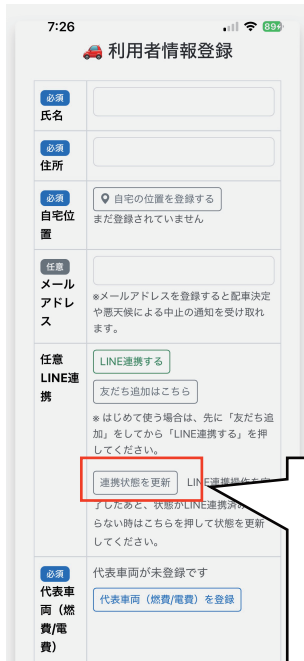 7:26
89
利用者情報登録
必須
氏名
必須
住所
必須
自宅位
置
自宅の位置を登録する
まだ登録されていません
任意
メール
アドレ
ス
※メールアドレスを登録すると配車決定
や悪天候による中止の通知を受け取れ
ます。
任意
LINE連
携
LINE連携する
友だち追加はこちら
※ はじめて使う場合は、先に「友だち追
加」をしてから「LINE連携する」を押
してください。
連携状態を更新 LINE連携操作を
了したあと、状態がLINE連携済
らない時はこちらを押して状態を更新
してください。
必須
代表車
両（燃
費/電
費）
代表車両が未登録です
代表車両（燃費/電費）を登録